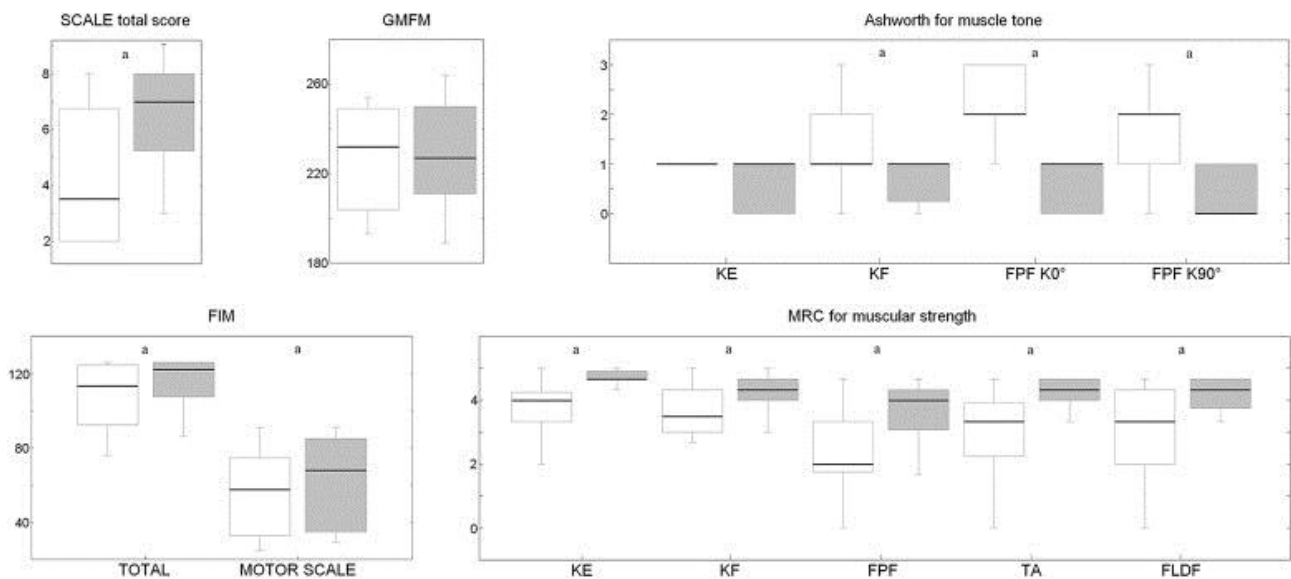 SCALE total score
a
8
6
4
2
GMFM
260
220
180
Ashworth for muscle tone
a a a
3
2
1
0
KE KF FPF K0° FPF K90°
FIM
a a
120
80
40
TOTAL MOTOR SCALE
MRC for muscular strength
a a a a a
4
2
0
KE KF FPF TA FLDF